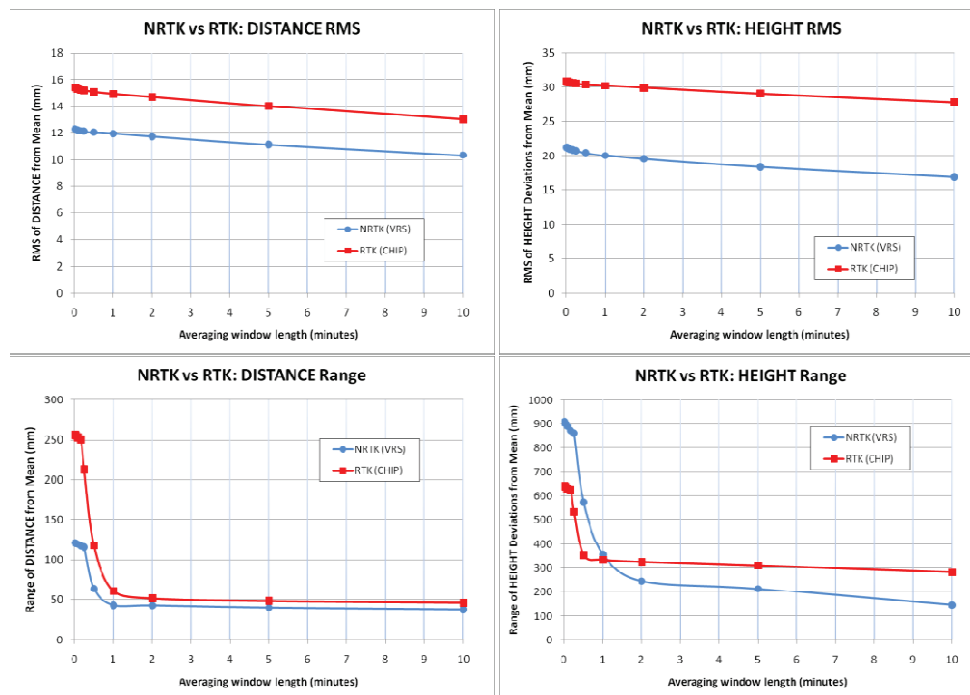 NRTK vs RTK: DISTANCE RMS
RMS of DISTANCE from Mean (mm)
18
16
14
12
10
8
6
4
2
0
NRTK (VRS)
RTK (CHIP)
0 1 2 3 4 5 6 7 8 9 10
Averaging window length (minutes)
NRTK vs RTK: HEIGHT RMS
RMS of HEIGHT Deviations from Mean (mm)
35
30
25
20
15
10
5
0
NRTK (VRS)
RTK (CHIP)
0 1 2 3 4 5 6 7 8 9 10
Averaging window length (minutes)
NRTK vs RTK: DISTANCE Range
Range of DISTANCE from Mean (mm)
300
250
200
150
100
50
0
NRTK (VRS)
RTK (CHIP)
0 1 2 3 4 5 6 7 8 9 10
Averaging window length (minutes)
NRTK vs RTK: HEIGHT Range
Range of HEIGHT Deviations from Mean (mm)
1000
900
800
700
600
500
400
300
200
100
0
NRTK (VRS)
RTK (CHIP)
0 1 2 3 4 5 6 7 8 9 10
Averaging window length (minutes)